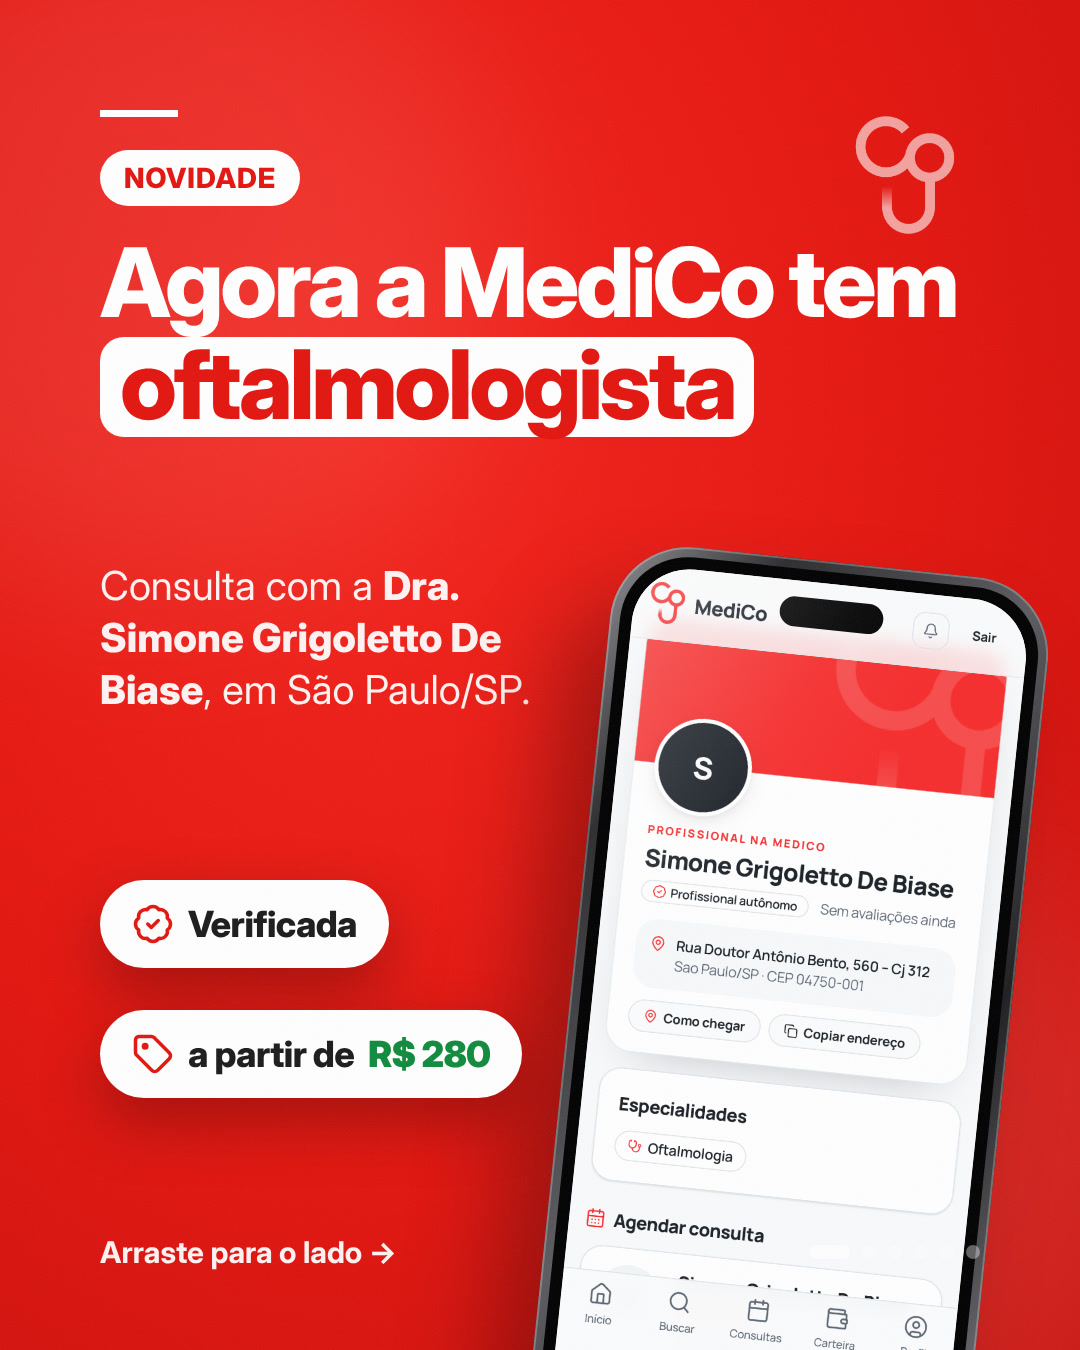 NOVIDADE
Agora a MediCo tem
oftalmologista
Consulta com a Dra.
Simone Grigoletto De
Biase, em São Paulo/SP.
Verificada
a partir de R$ 280
Arraste para o lado →
MediCo
Sair
S
PROFISSIONAL NA MEDICO
Simone Grigoletto De Biase
Profissional autônomo Sem avaliações ainda
Rua Doutor Antônio Bento, 560 – Cj 312
Sao Paulo/SP · CEP 04750-001
Como chegar Copiar endereço
Especialidades
Oftalmologia
Agendar consulta
Início Buscar Consultas Carteira